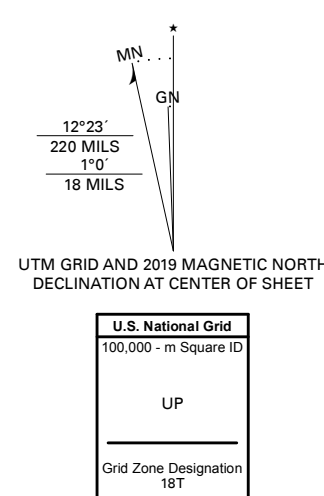 ★
MN
GN
12°23´
220 MILS
1°0´
18 MILS
UTM GRID AND 2019 MAGNETIC NORTH
DECLINATION AT CENTER OF SHEET
U.S. National Grid
100,000 - m Square ID
UP
Grid Zone Designation
18T